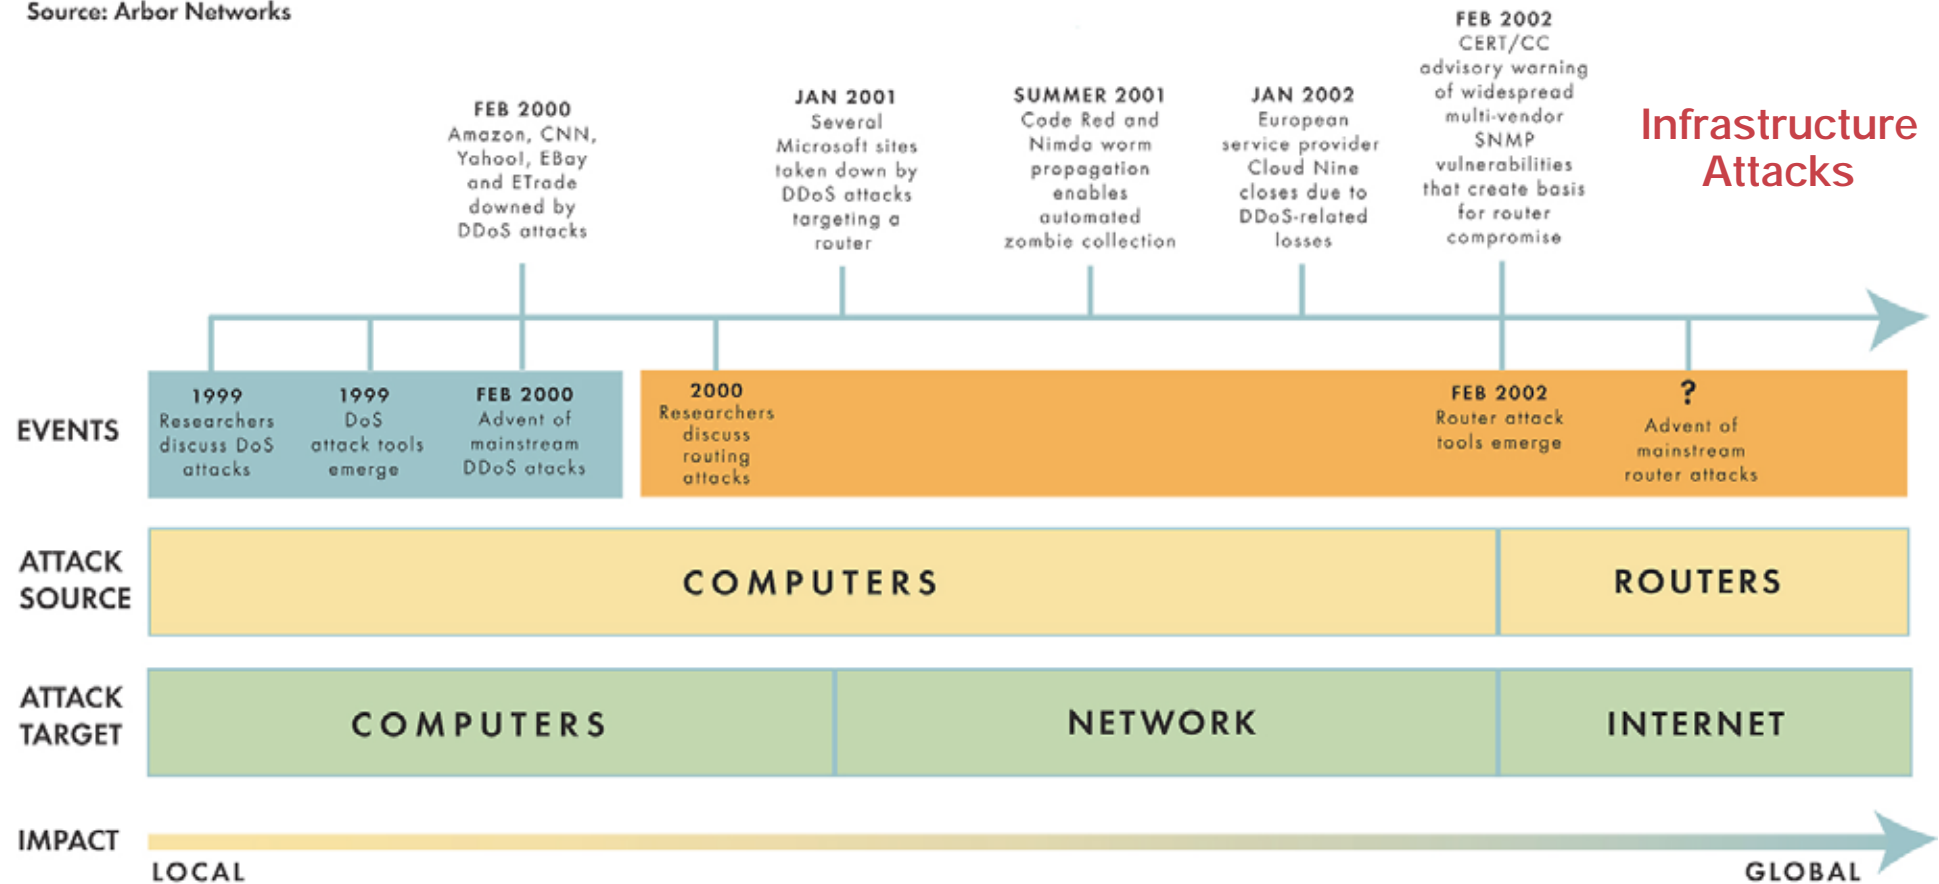 Source: Arbor Networks
FEB 2000
Amazon, CNN,
Yahoo!, EBay
and ETrade
downed by
DDoS attacks
JAN 2001
Several
Microsoft sites
taken down by
DDoS attacks
targeting a
router
SUMMER 2001
Code Red and
Nimda worm
propagation
enables
automated
zombie collection
JAN 2002
European
service provider
Cloud Nine
closes due to
DDoS-related
losses
FEB 2002
CERT/CC
advisory warning
of widespread
multi-vendor
SNMP
vulnerabilities
that create basis
for router
compromise
Infrastructure
Attacks
EVENTS
1999
Researchers
discuss DoS
attacks
1999
DoS
attack tools
emerge
FEB 2000
Advent of
mainstream
DDoS atacks
2000
Researchers
discuss
routing
attacks
FEB 2002
Router attack
tools emerge
?
Advent of
mainstream
router attacks
ATTACK
SOURCE
COMPUTERS
ROUTERS
ATTACK
TARGET
COMPUTERS
NETWORK
INTERNET
IMPACT
LOCAL
GLOBAL